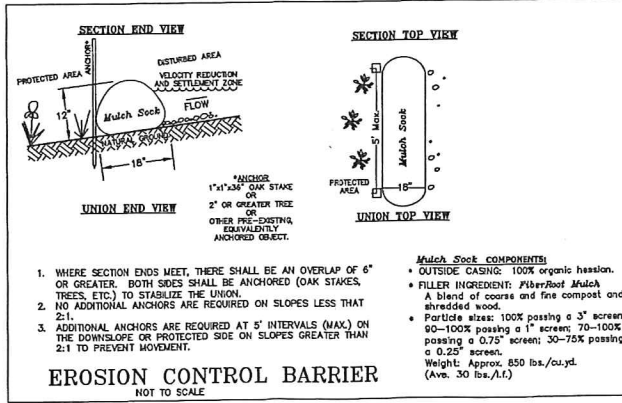 SECTION END VIEW
ANCHOR*
PROTECTED AREA
DISTURBED AREA
VELOCITY REDUCTION
AND SETTLEMENT ZONE
12"
Mulch Sock
FLOW
NATURAL GROUND
18"
UNION END VIEW
*ANCHOR
1"x1"x36" OAK STAKE
OR
2" OR GREATER TREE
OR
OTHER PRE-EXISTING,
EQUIVALENTLY
ANCHORED OBJECT.
SECTION TOP VIEW
5' Max.
Mulch Sock
PROTECTED
AREA
18"
UNION TOP VIEW
1. WHERE SECTION ENDS MEET, THERE SHALL BE AN OVERLAP OF 6"
OR GREATER. BOTH SIDES SHALL BE ANCHORED (OAK STAKES,
TREES, ETC.) TO STABILIZE THE UNION.
2. NO ADDITIONAL ANCHORS ARE REQUIRED ON SLOPES LESS THAT
2:1.
3. ADDITIONAL ANCHORS ARE REQUIRED AT 5' INTERVALS (MAX.) ON
THE DOWNSLOPE OR PROTECTED SIDE ON SLOPES GREATER THAN
2:1 TO PREVENT MOVEMENT.
Mulch Sock COMPONENTS:
• OUTSIDE CASING: 100% organic hessian.
• FILLER INGREDIENT: FiberRoot Mulch
A blend of coarse and fine compost and
shredded wood.
• Particle sizes: 100% passing a 3" screen;
90-100% passing a 1" screen; 70-100%
passing a 0.75" screen; 30-75% passing
a 0.25" screen.
Weight: Approx. 850 lbs./cu.yd.
(Ave. 30 lbs./l.f.)
EROSION CONTROL BARRIER
NOT TO SCALE